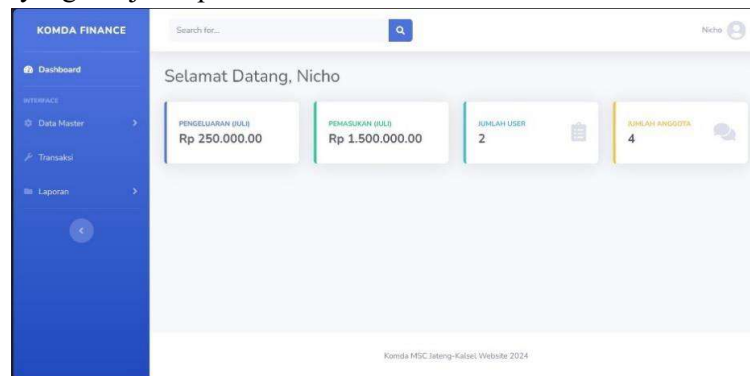 KOMDA FINANCE
Search for...
Nicho
Dashboard
Selamat Datang, Nicho
INTERFACE
Data Master
Transaksi
Laporan
PENGELUARAN (JULI)
Rp 250.000.00
PEMASUKAN (JULI)
Rp 1.500.000.00
JUMLAH USER
2
JUMLAH ANGGOTA
4
Komda MSC Jateng-Kalsel Website 2024